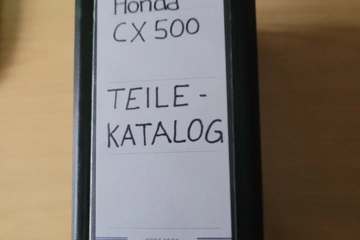 Honda
CX 500
TEILE -
KATALOG